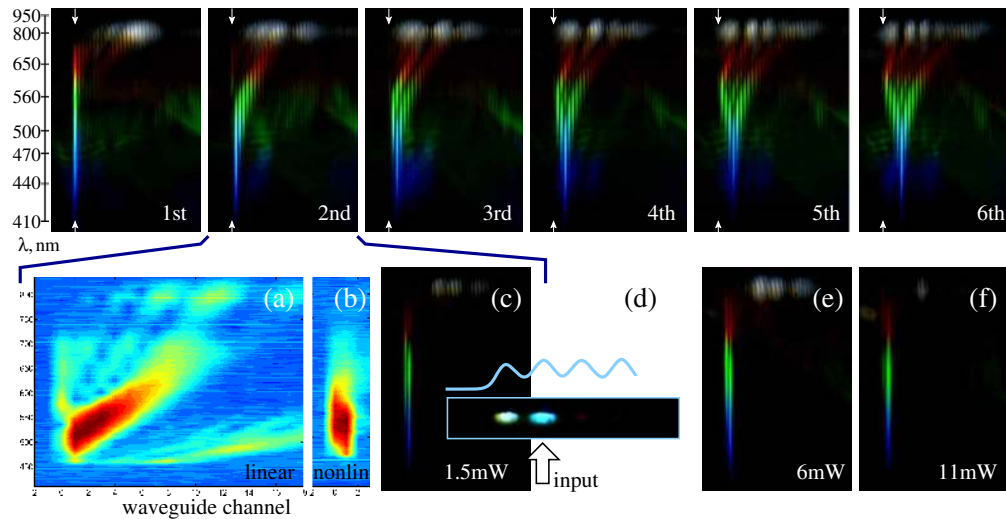 950
800
650
560
500
470
440
410
λ, nm
1st
2nd
3rd
4th
5th
6th
(a)
linear
(b)
nonlin
waveguide channel
(c)
1.5mW
(d)
input
(e)
6mW
(f)
11mW